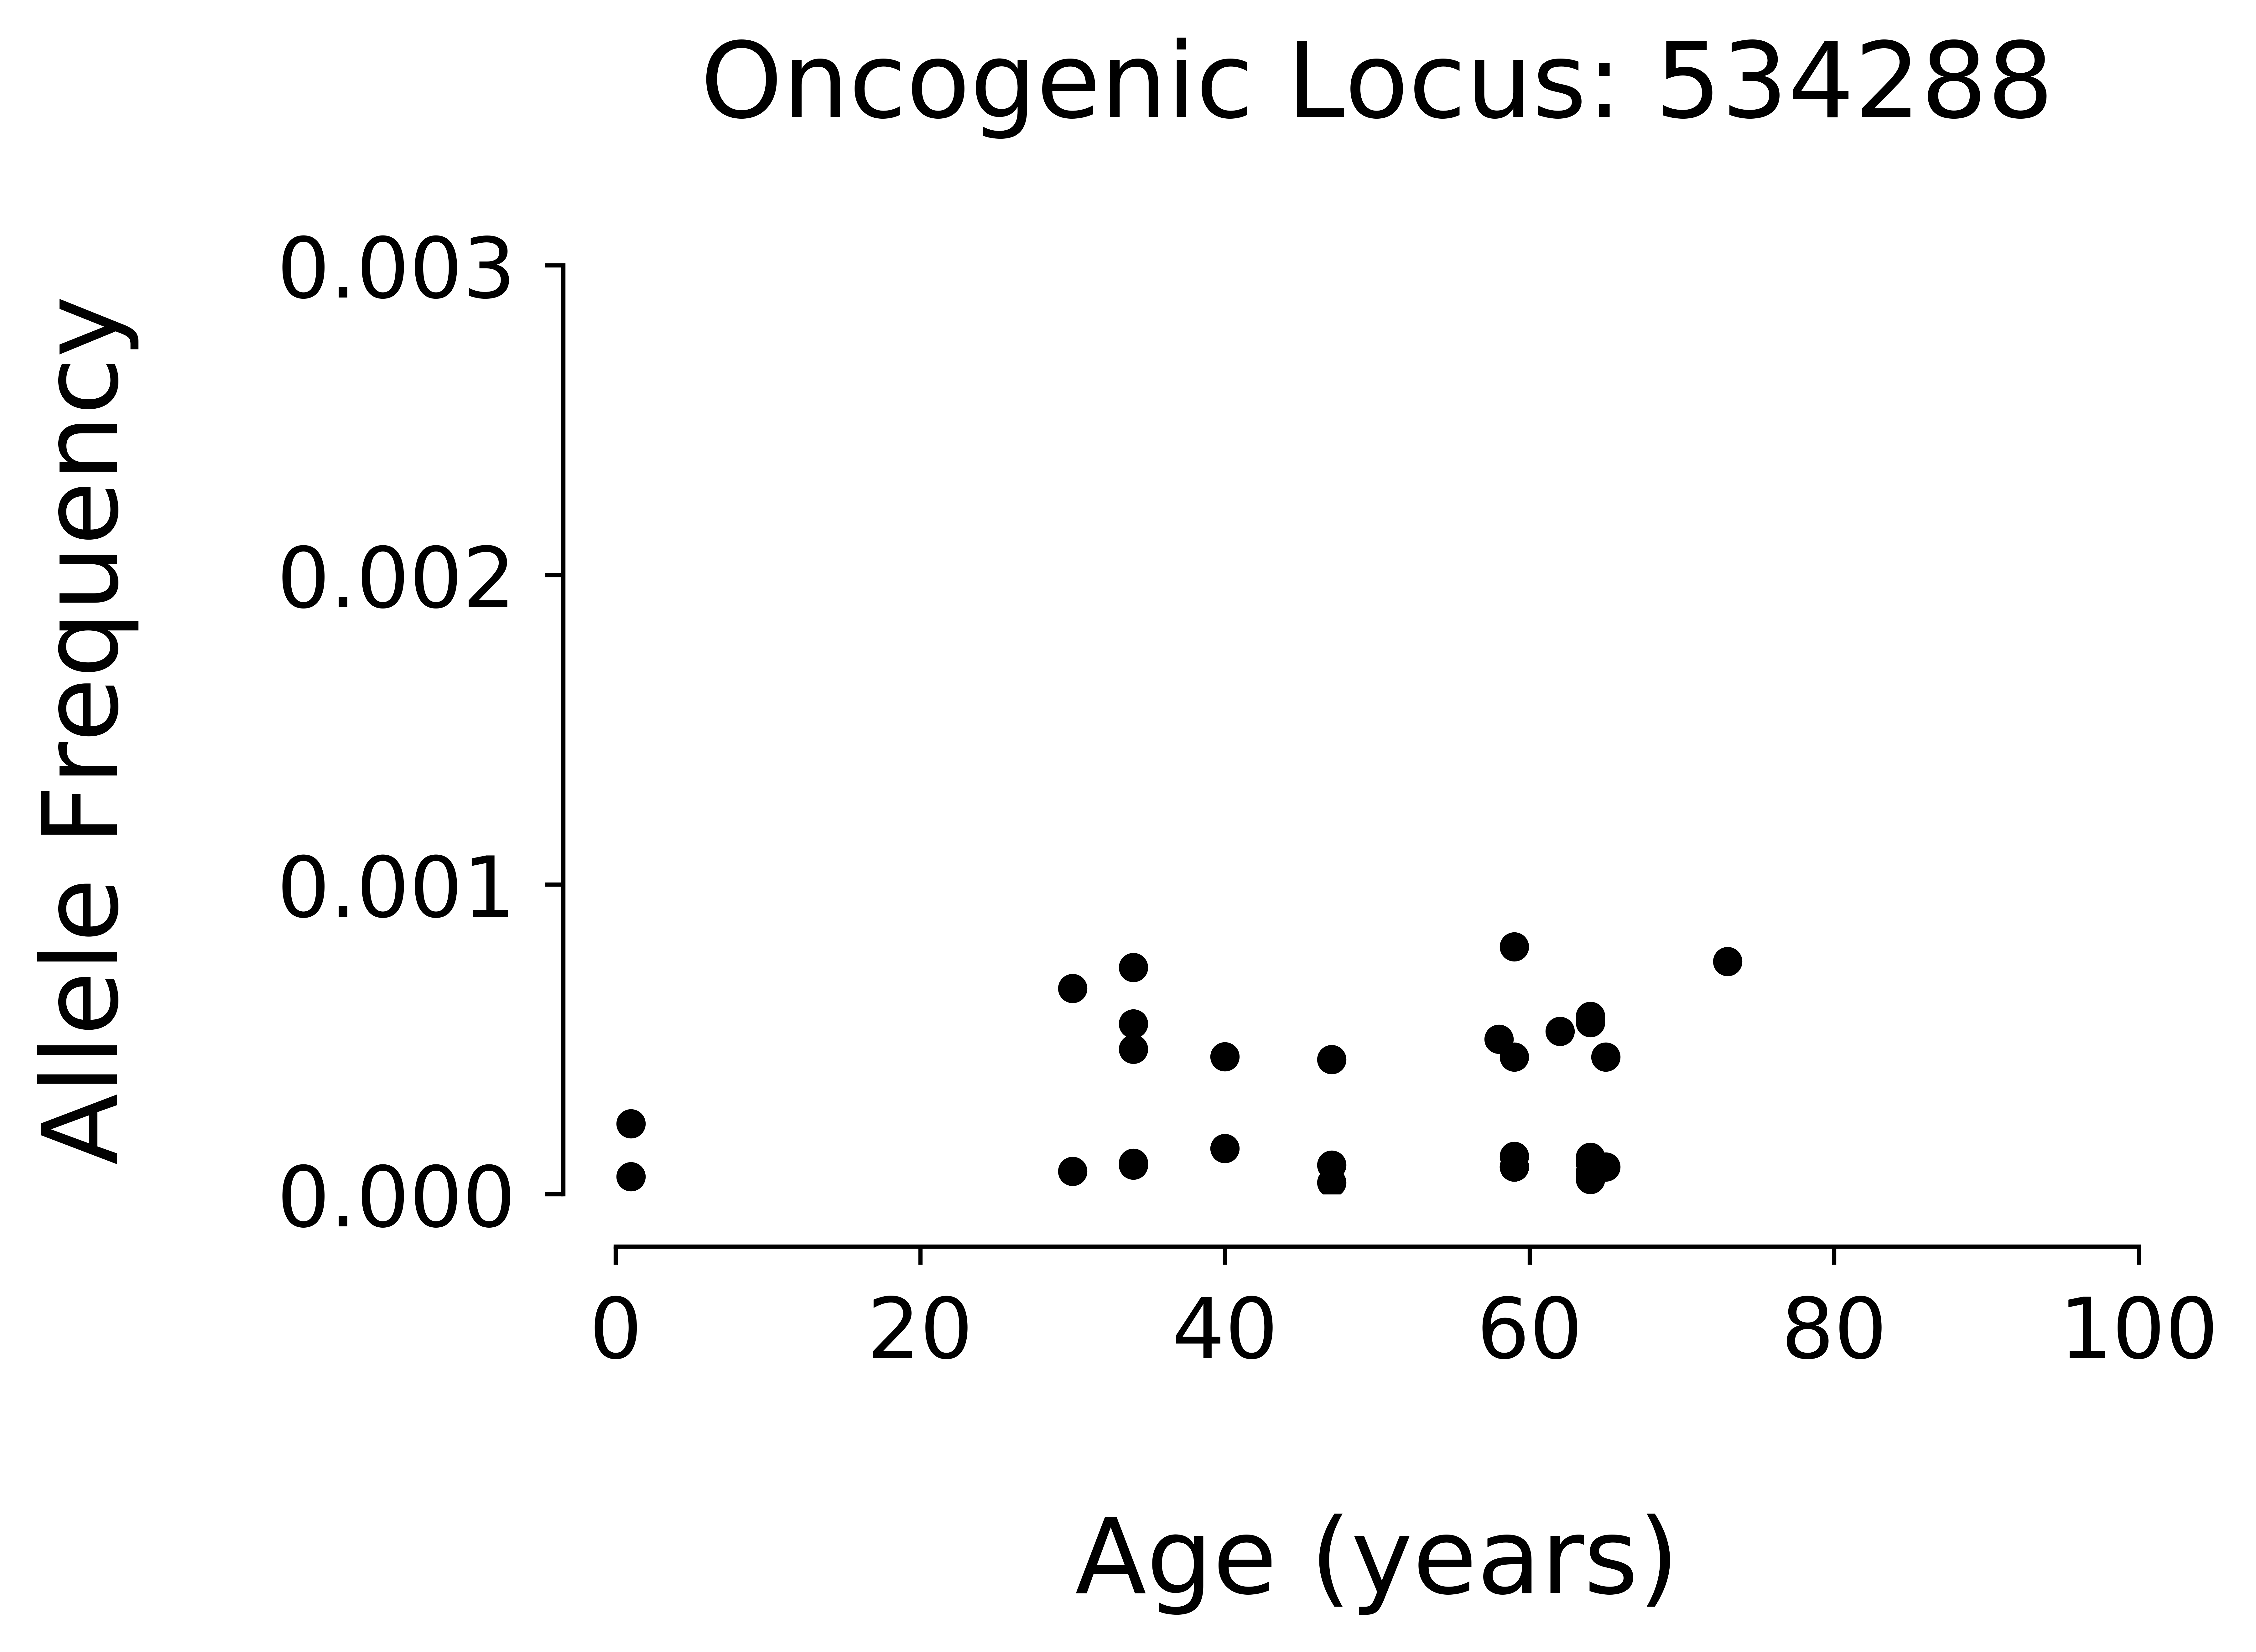 Oncogenic Locus: 534288
Allele Frequency
0.003
0.002
0.001
0.000
0 20 40 60 80 100
Age (years)